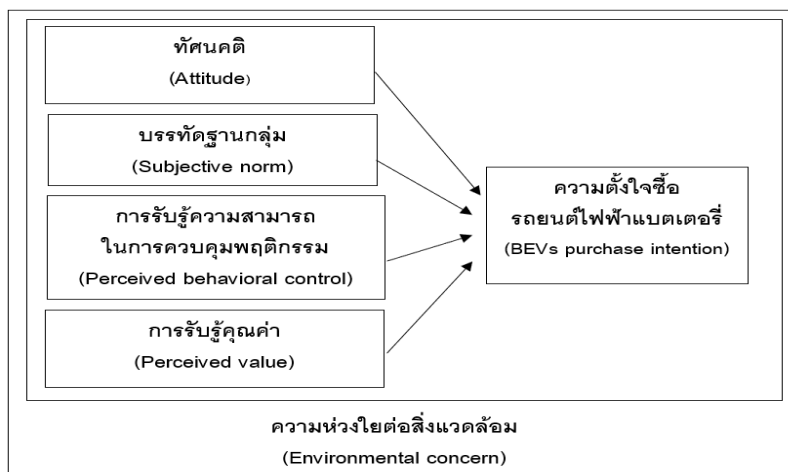 ทัศนคติ
(Attitude)
บรรทัดฐานกลุ่ม
(Subjective norm)
การรับรู้ความสามารถ
ในการควบคุมพฤติกรรม
(Perceived behavioral control)
การรับรู้คุณค่า
(Perceived value)
ความตั้งใจซื้อ
รถยนต์ไฟฟ้าแบตเตอรี่
(BEVs purchase intention)
ความห่วงใยต่อสิ่งแวดล้อม
(Environmental concern)